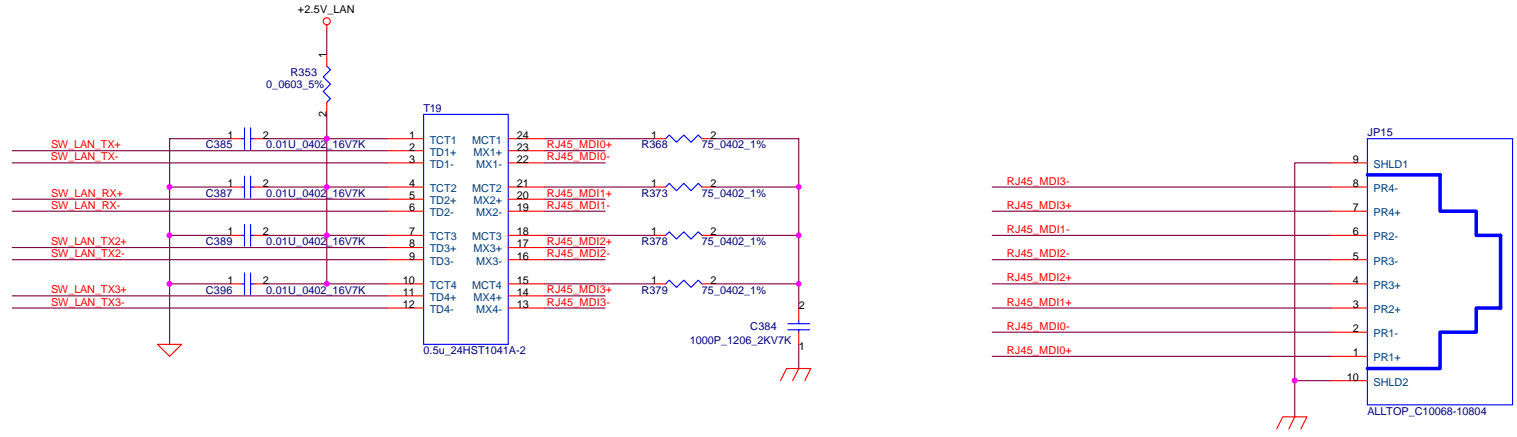 +2.5V_LAN
1
R353
0_0603_5%
2
T19
1 2 1 TCT1 MCT1 24 1 2
C385 0.01U_0402_16V7K R368 75_0402_1%
SW_LAN_TX+ 2 TD1+ MX1+ 23 RJ45_MDI0+
SW_LAN_TX- 3 TD1- MX1- 22 RJ45_MDI0-
1 2 4 TCT2 MCT2 21 1 2
C387 0.01U_0402_16V7K R373 75_0402_1%
SW_LAN_RX+ 5 TD2+ MX2+ 20 RJ45_MDI1+
SW_LAN_RX- 6 TD2- MX2- 19 RJ45_MDI1-
1 2 7 TCT3 MCT3 18 1 2
C389 0.01U_0402_16V7K R378 75_0402_1%
SW_LAN_TX2+ 8 TD3+ MX3+ 17 RJ45_MDI2+
SW_LAN_TX2- 9 TD3- MX3- 16 RJ45_MDI2-
1 2 10 TCT4 MCT4 15 1 2
C396 0.01U_0402_16V7K R379 75_0402_1%
SW_LAN_TX3+ 11 TD4+ MX4+ 14 RJ45_MDI3+
SW_LAN_TX3- 12 TD4- MX4- 13 RJ45_MDI3-
0.5u_24HST1041A-2
2
C384
1000P_1206_2KV7K
1
JP15
9 SHLD1
RJ45_MDI3- 8 PR4-
RJ45_MDI3+ 7 PR4+
RJ45_MDI1- 6 PR2-
RJ45_MDI2- 5 PR3-
RJ45_MDI2+ 4 PR3+
RJ45_MDI1+ 3 PR2+
RJ45_MDI0- 2 PR1-
RJ45_MDI0+ 1 PR1+
10 SHLD2
ALLTOP_C10068-10804